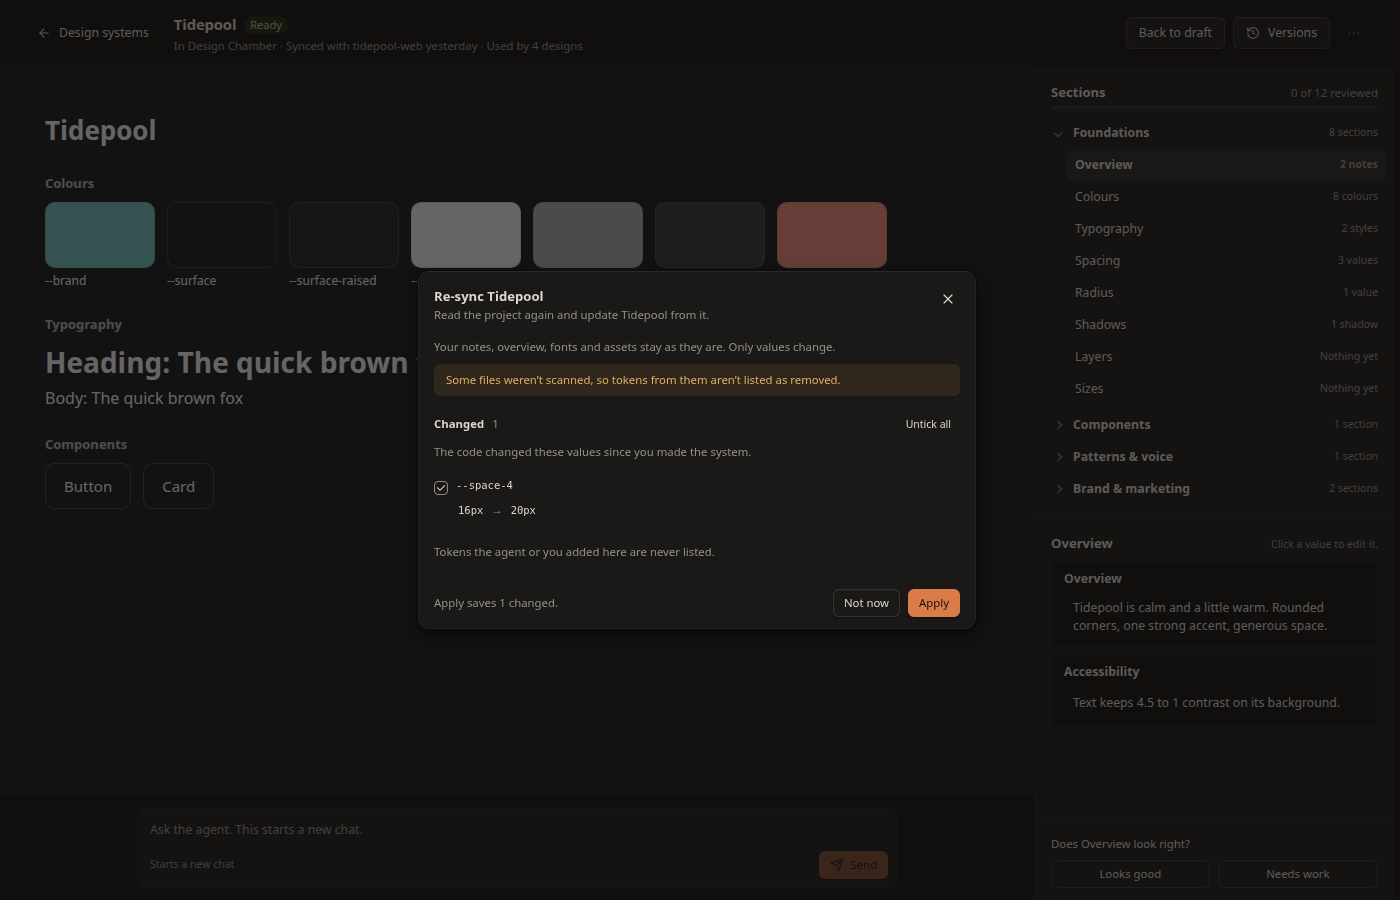 Design systems
Tidepool Ready
In Design Chamber · Synced with tidepool-web yesterday · Used by 4 designs
Back to draft
Versions
Tidepool
Colours
--brand
--surface
--surface-raised
Typography
Heading: The quick brown
Body: The quick brown fox
Components
Button
Card
Re-sync Tidepool
Read the project again and update Tidepool from it.
Your notes, overview, fonts and assets stay as they are. Only values change.
Some files weren’t scanned, so tokens from them aren’t listed as removed.
Changed 1
Untick all
The code changed these values since you made the system.
--space-4
16px → 20px
Tokens the agent or you added here are never listed.
Apply saves 1 changed.
Not now
Apply
Ask the agent. This starts a new chat.
Starts a new chat
Send
Sections
0 of 12 reviewed
Foundations 8 sections
Overview 2 notes
Colours 8 colours
Typography 2 styles
Spacing 3 values
Radius 1 value
Shadows 1 shadow
Layers Nothing yet
Sizes Nothing yet
Components 1 section
Patterns & voice 1 section
Brand & marketing 2 sections
Overview Click a value to edit it.
Overview
Tidepool is calm and a little warm. Rounded
corners, one strong accent, generous space.
Accessibility
Text keeps 4.5 to 1 contrast on its background.
Does Overview look right?
Looks good
Needs work